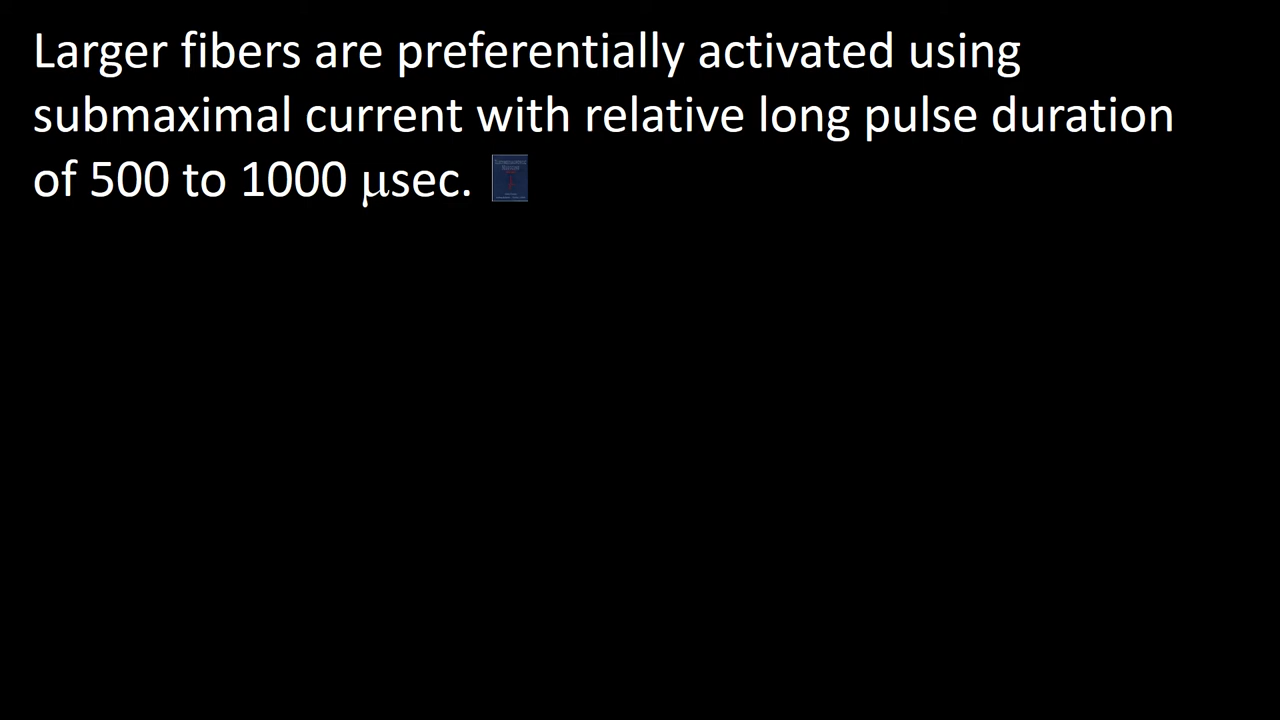 Larger fibers are preferentially activated using
submaximal current with relative long pulse duration
of 500 to 1000 μsec.